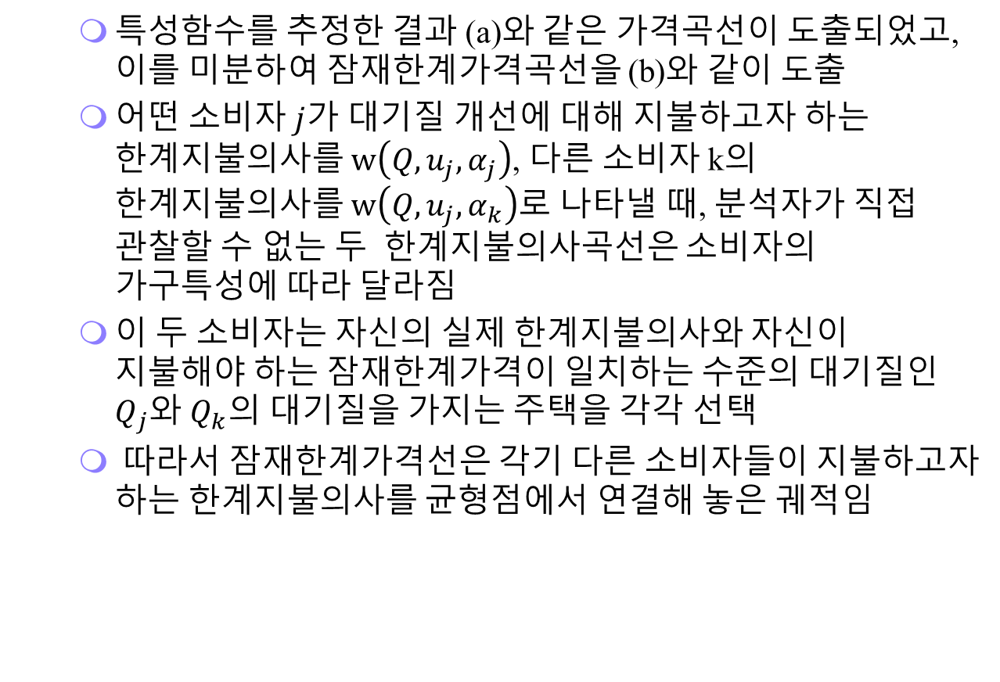 특성함수를 추정한 결과 (a)와 같은 가격곡선이 도출되었고,
이를 미분하여 잠재한계가격곡선을 (b)와 같이 도출
어떤 소비자 j가 대기질 개선에 대해 지불하고자 하는
한계지불의사를 w(Q, u_j, α_j), 다른 소비자 k의
한계지불의사를 w(Q, u_j, α_k)로 나타낼 때, 분석자가 직접
관찰할 수 없는 두 한계지불의사곡선은 소비자의
가구특성에 따라 달라짐
이 두 소비자는 자신의 실제 한계지불의사와 자신이
지불해야 하는 잠재한계가격이 일치하는 수준의 대기질인
Q_j와 Q_k의 대기질을 가지는 주택을 각각 선택
따라서 잠재한계가격선은 각기 다른 소비자들이 지불하고자
하는 한계지불의사를 균형점에서 연결해 놓은 궤적임